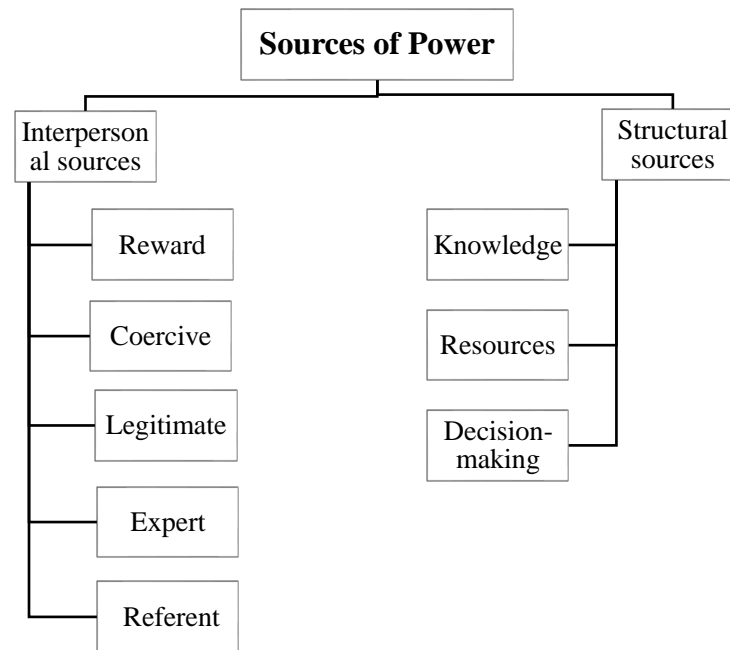 Sources of Power
Interperson
al sources
Reward
Coercive
Legitimate
Expert
Referent
Structural
sources
Knowledge
Resources
Decision-
making